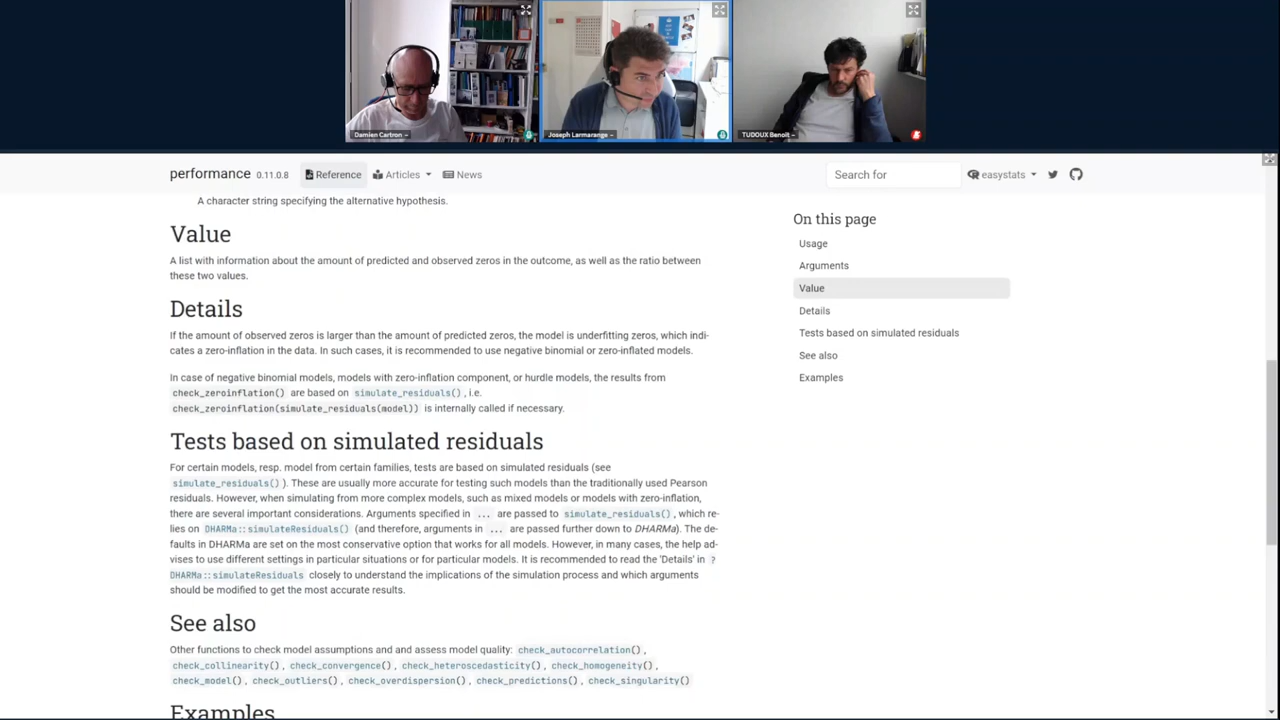 Damien Cartron ~
Joseph Larmarange ~
TUDOUX Benoit ~
performance 0.11.0.8 Reference Articles News Search for easystats
A character string specifying the alternative hypothesis.
Value
A list with information about the amount of predicted and observed zeros in the outcome, as well as the ratio between
these two values.
Details
If the amount of observed zeros is larger than the amount of predicted zeros, the model is underfitting zeros, which indi-
cates a zero-inflation in the data. In such cases, it is recommended to use negative binomial or zero-inflated models.
In case of negative binomial models, models with zero-inflation component, or hurdle models, the results from
check_zeroinflation() are based on simulate_residuals(), i.e.
check_zeroinflation(simulate_residuals(model)) is internally called if necessary.
Tests based on simulated residuals
For certain models, resp. model from certain families, tests are based on simulated residuals (see
simulate_residuals()). These are usually more accurate for testing such models than the traditionally used Pearson
residuals. However, when simulating from more complex models, such as mixed models or models with zero-inflation,
there are several important considerations. Arguments specified in ... are passed to simulate_residuals(), which re-
lies on DHARMa::simulateResiduals() (and therefore, arguments in ... are passed further down to DHARMa). The de-
faults in DHARMa are set on the most conservative option that works for all models. However, in many cases, the help ad-
vises to use different settings in particular situations or for particular models. It is recommended to read the 'Details' in ?
DHARMa::simulateResiduals closely to understand the implications of the simulation process and which arguments
should be modified to get the most accurate results.
See also
Other functions to check model assumptions and and assess model quality: check_autocorrelation(),
check_collinearity(), check_convergence(), check_heteroscedasticity(), check_homogeneity(),
check_model(), check_outliers(), check_overdispersion(), check_predictions(), check_singularity()
Examples
On this page
Usage
Arguments
Value
Details
Tests based on simulated residuals
See also
Examples